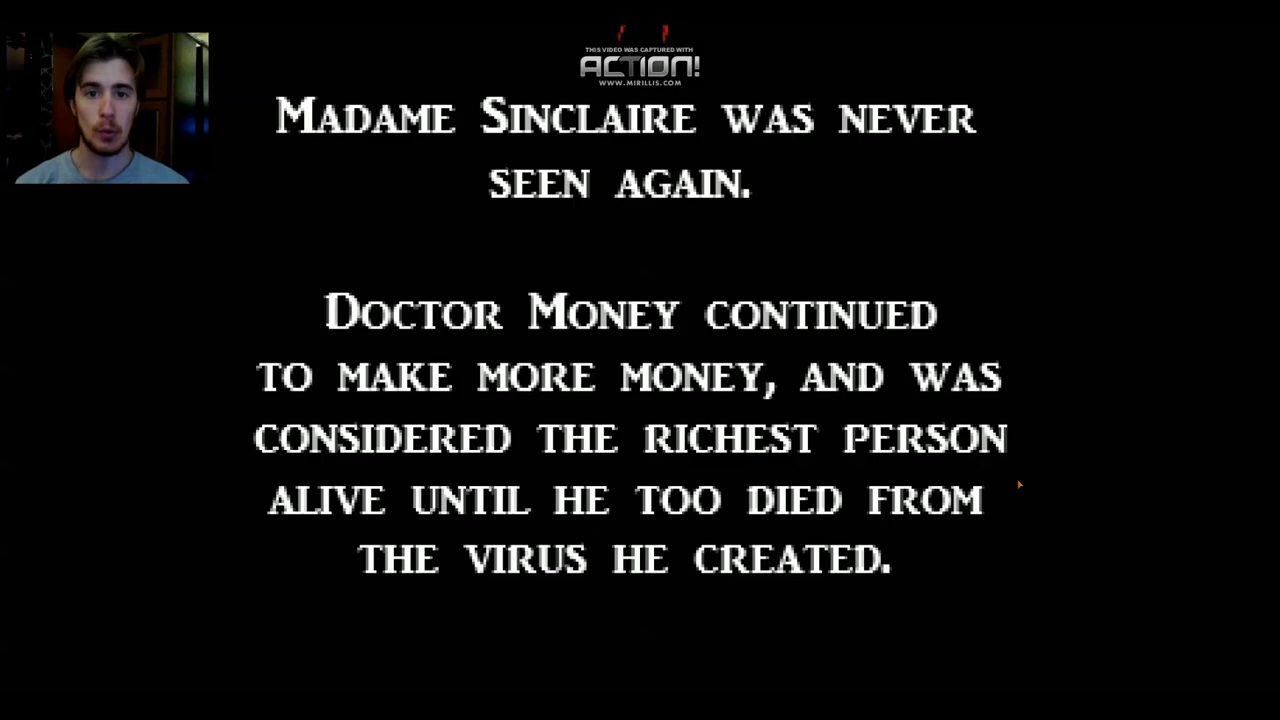 THIS VIDEO WAS CAPTURED WITH
ACTION!
WWW.MIRILLIS.COM
MADAME SINCLAIRE WAS NEVER
SEEN AGAIN.
DOCTOR MONEY CONTINUED
TO MAKE MORE MONEY, AND WAS
CONSIDERED THE RICHEST PERSON
ALIVE UNTIL HE TOO DIED FROM
THE VIRUS HE CREATED.